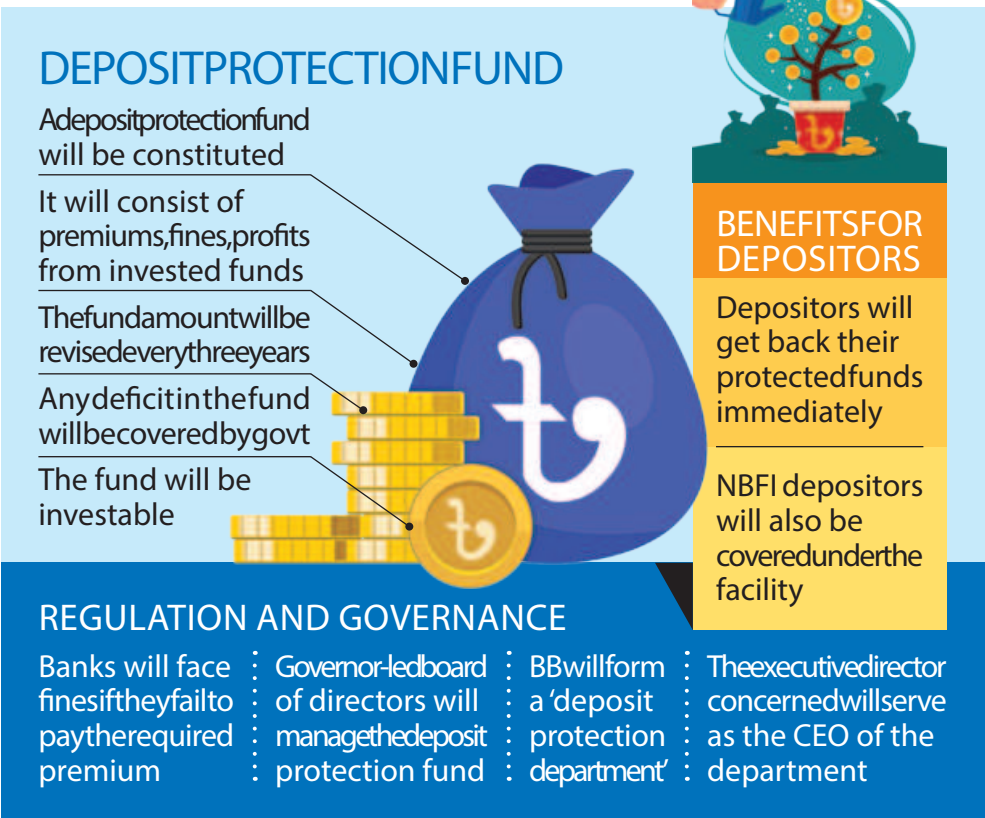 DEPOSITPROTECTIONFUND
Adepositprotectionfund
will be constituted
It will consist of
premiums,fines,profits
from invested funds
Thefundamountwillbe
revisedeverythreeyears
Anydeficitinthefund
willbecoveredbygovt
The fund will be
investable
৳
৳
৳
BENEFITSFOR
DEPOSITORS
Depositors will
get back their
protectedfunds
immediately
NBFI depositors
will also be
coveredunderthe
facility
REGULATION AND GOVERNANCE
Banks will face
finesiftheyfailto
paytherequired
premium
Governor-ledboard
of directors will
managethedeposit
protection fund
BBwillform
a ‘deposit
protection
department’
Theexecutivedirector
concernedwillserve
as the CEO of the
department